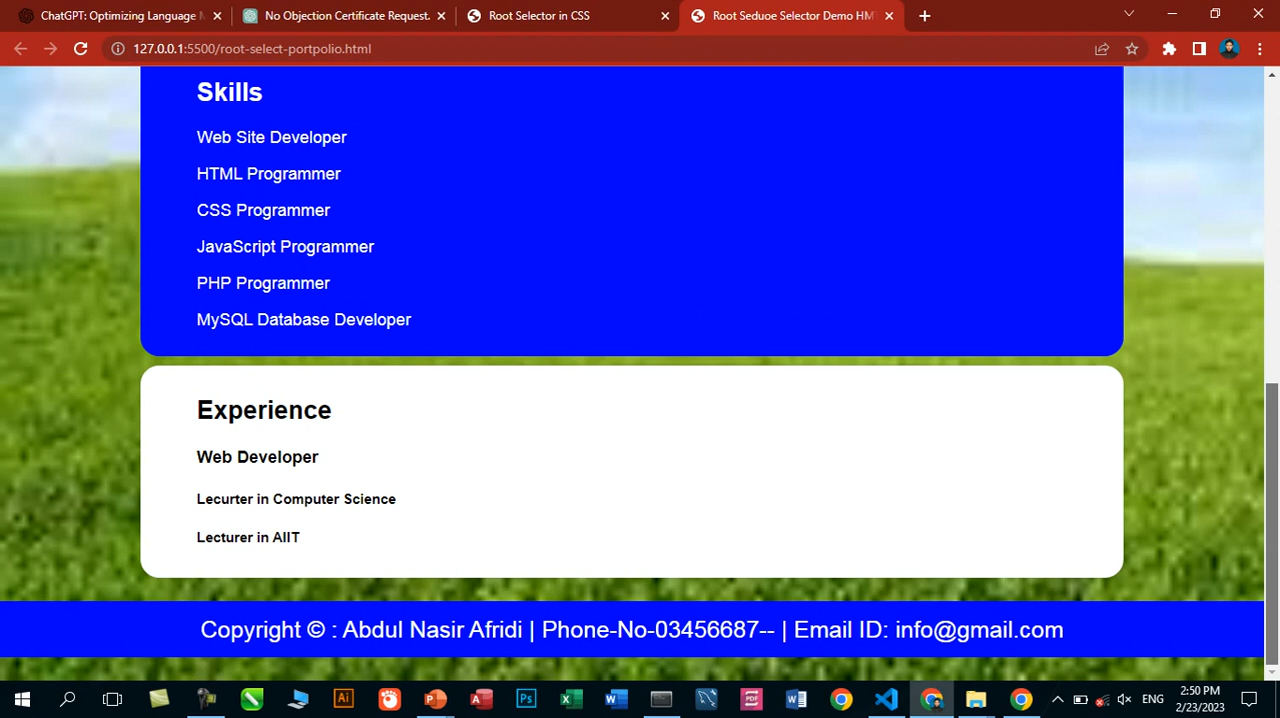 ChatGPT: Optimizing Language M
No Objection Certificate Request.
Root Selector in CSS
Root Seduoe Selector Demo HMT
127.0.0.1:5500/root-select-portpolio.html
Skills
Web Site Developer
HTML Programmer
CSS Programmer
JavaScript Programmer
PHP Programmer
MySQL Database Developer
Experience
Web Developer
Lecurter in Computer Science
Lecturer in AIIT
Copyright © : Abdul Nasir Afridi | Phone-No-03456687-- | Email ID: info@gmail.com
Ai
Ps
ENG
2:50 PM
2/23/2023